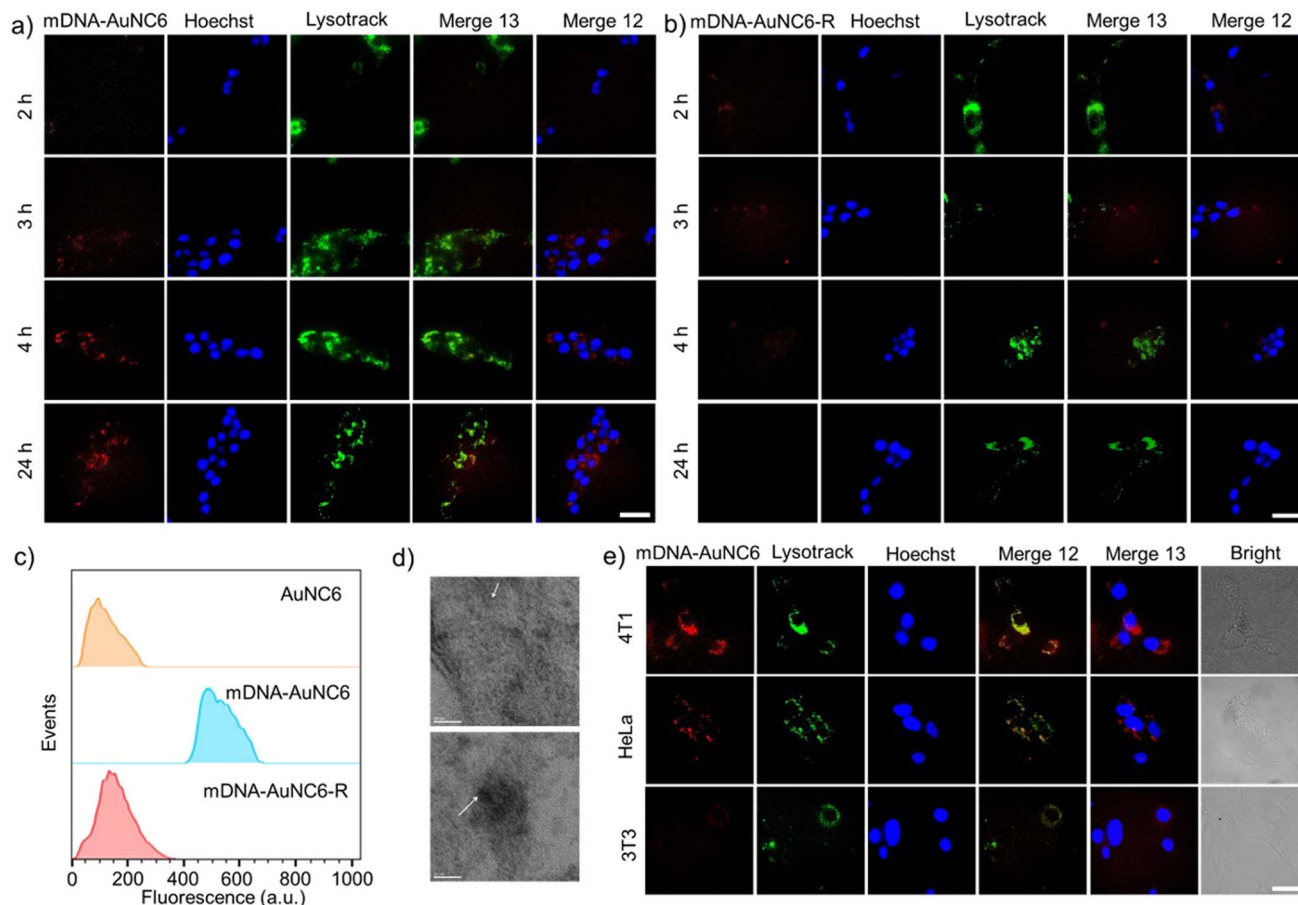 a)
mDNA-AuNC6 Hoechst Lysotrack Merge 13 Merge 12
2 h
3 h
4 h
24 h
b)
mDNA-AuNC6-R Hoechst Lysotrack Merge 13 Merge 12
2 h
3 h
4 h
24 h
c)
Events
AuNC6
mDNA-AuNC6
mDNA-AuNC6-R
0 200 400 600 800 1000
Fluorescence (a.u.)
d)
e)
mDNA-AuNC6 Lysotrack Hoechst Merge 12 Merge 13 Bright
4T1
HeLa
3T3